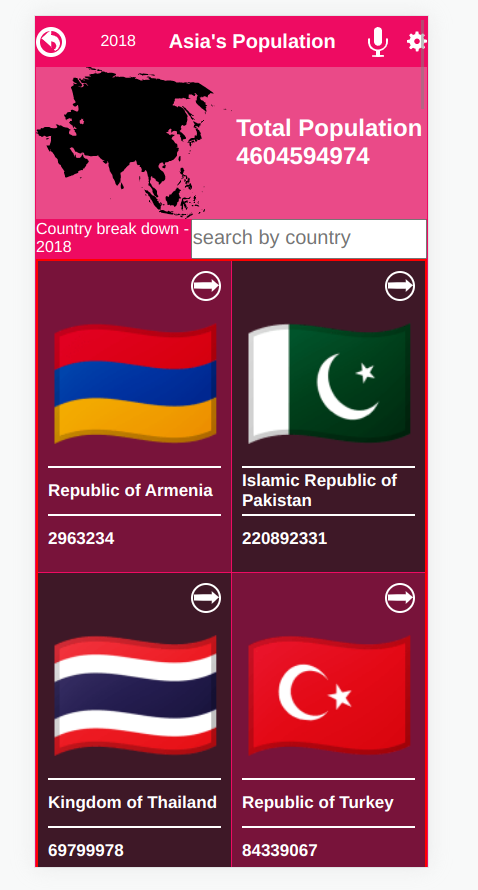 2018
Asia's Population
Total Population
4604594974
Country break down -
2018
search by country
Republic of Armenia
2963234
Islamic Republic of
Pakistan
220892331
Kingdom of Thailand
69799978
Republic of Turkey
84339067